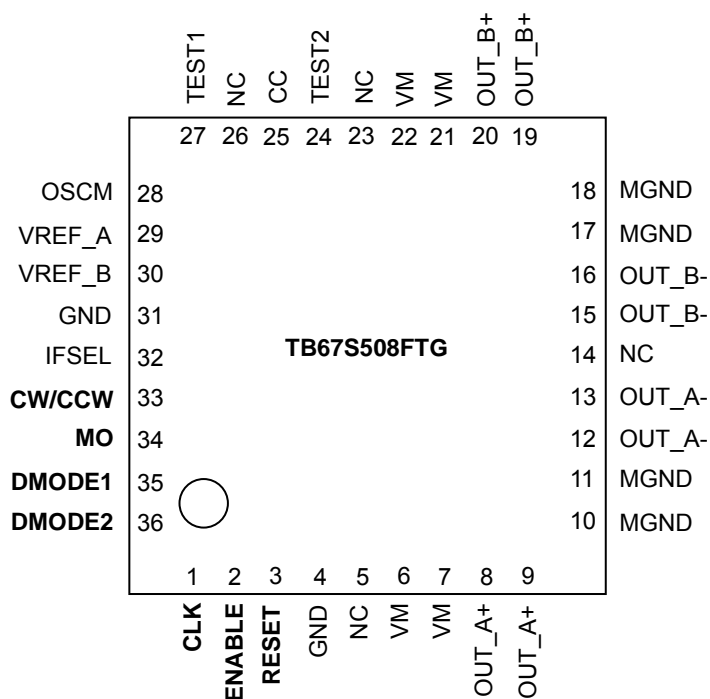 TEST1 NC CC TEST2 NC VM VM OUT_B+ OUT_B+
27 26 25 24 23 22 21 20 19
OSCM 28 18 MGND
VREF_A 29 17 MGND
VREF_B 30 16 OUT_B-
GND 31 15 OUT_B-
IFSEL 32 TB67S508FTG 14 NC
CW/CCW 33 13 OUT_A-
MO 34 12 OUT_A-
DMODE1 35 11 MGND
DMODE2 36 10 MGND
1 2 3 4 5 6 7 8 9
CLK ENABLE RESET GND NC VM VM OUT_A+ OUT_A+